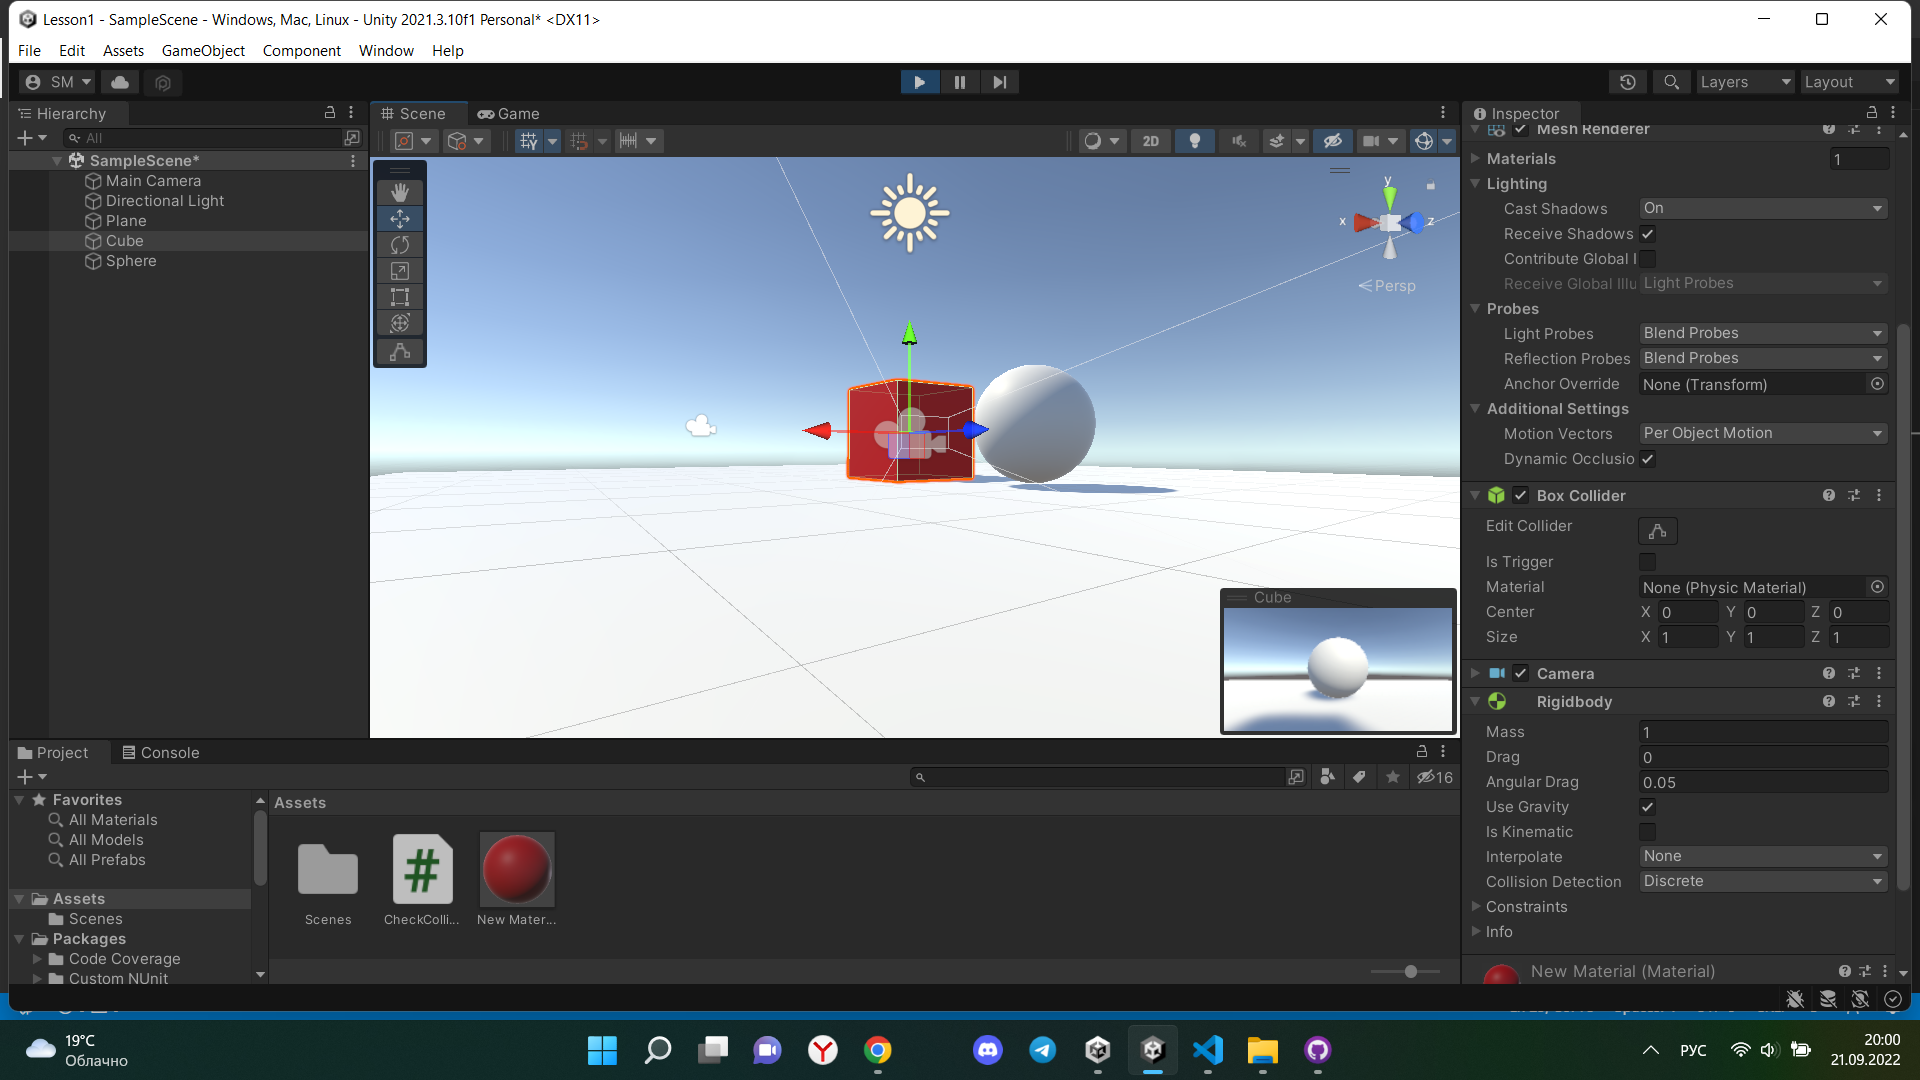 Lesson1 - SampleScene - Windows, Mac, Linux - Unity 2021.3.10f1 Personal* <DX11>
File Edit Assets GameObject Component Window Help
SM
Layers
Layout
Hierarchy
All
SampleScene*
Main Camera
Directional Light
Plane
Cube
Sphere
Scene
Game
2D
y
x
z
Persp
Cube
Inspector
Mesh Renderer
Materials 1
Lighting
Cast Shadows On
Receive Shadows
Contribute Global I
Receive Global Illu Light Probes
Probes
Light Probes Blend Probes
Reflection Probes Blend Probes
Anchor Override None (Transform)
Additional Settings
Motion Vectors Per Object Motion
Dynamic Occlusio
Box Collider
Edit Collider
Is Trigger
Material None (Physic Material)
Center X 0 Y 0 Z 0
Size X 1 Y 1 Z 1
Camera
Rigidbody
Mass 1
Drag 0
Angular Drag 0.05
Use Gravity
Is Kinematic
Interpolate None
Collision Detection Discrete
Constraints
Info
New Material (Material)
Project
Console
16
Favorites
All Materials
All Models
All Prefabs
Assets
Scenes
Packages
Code Coverage
Custom NUnit
Assets
Scenes
CheckColli...
New Mater...
19°C
Облачно
РУС
20:00
21.09.2022